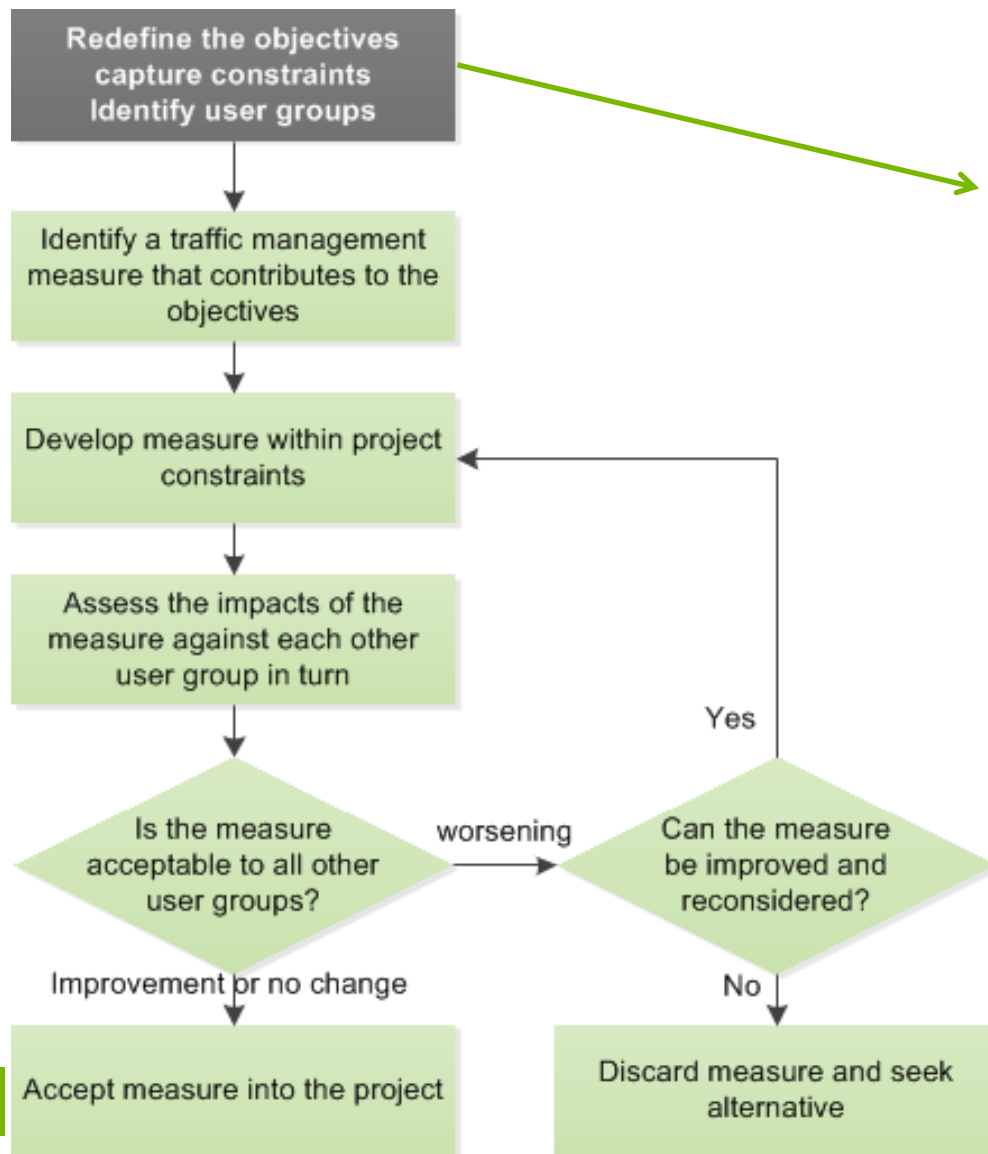 Redefine the objectives
capture constraints
Identify user groups
Identify a traffic management
measure that contributes to the
objectives
Develop measure within project
constraints
Assess the impacts of the
measure against each other
user group in turn
Yes
Is the measure
acceptable to all other
user groups?
worsening
Can the measure
be improved and
reconsidered?
Improvement or no change
No
Accept measure into the project
Discard measure and seek
alternative